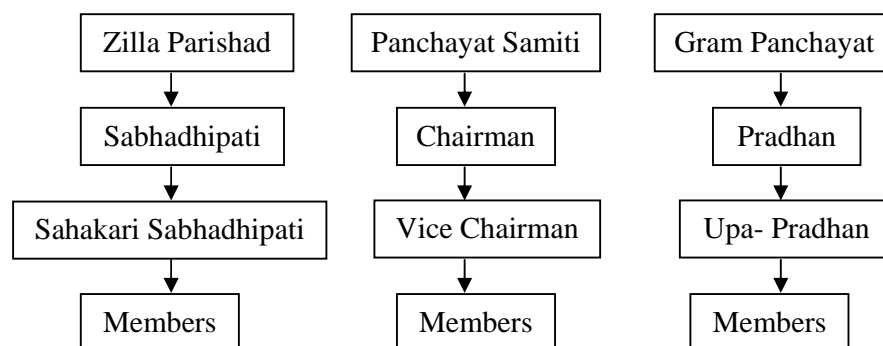 Zilla Parishad
Sabhadhipati
Sahakari Sabhadhipati
Members
Panchayat Samiti
Chairman
Vice Chairman
Members
Gram Panchayat
Pradhan
Upa- Pradhan
Members